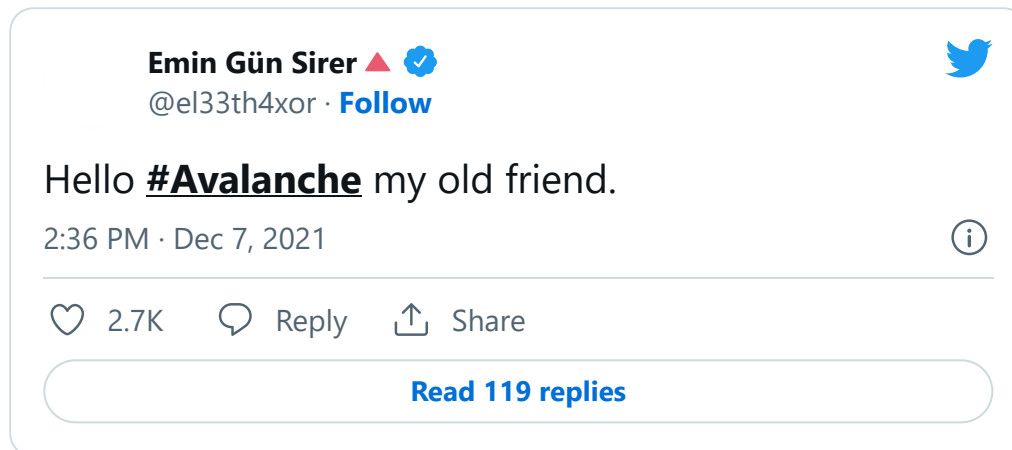 Emin Gün Sirer
@el33th4xor · Follow
Hello #Avalanche my old friend.
2:36 PM · Dec 7, 2021
2.7K Reply Share
Read 119 replies